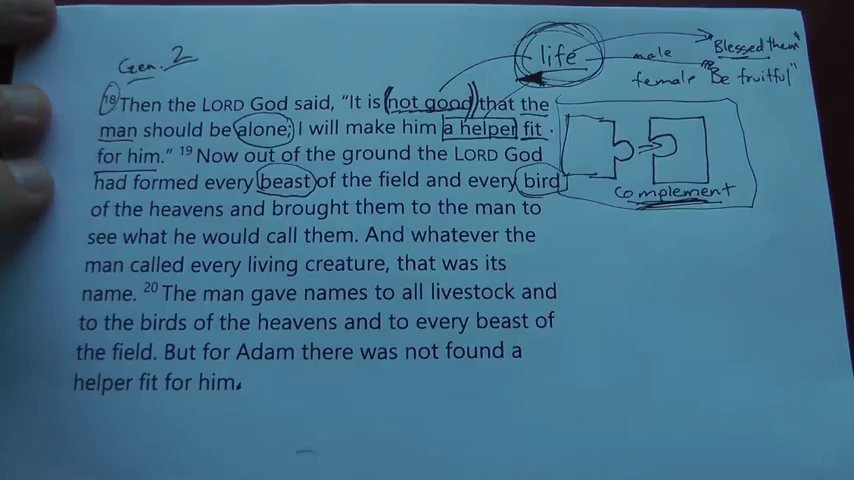 Gen. 2
life
male
female
Blessed them"
"Be fruitful"
18 Then the LORD God said, “It is not good that the
man should be alone; I will make him a helper fit
for him.” 19 Now out of the ground the LORD God
had formed every beast of the field and every bird
of the heavens and brought them to the man to
see what he would call them. And whatever the
man called every living creature, that was its
name. 20 The man gave names to all livestock and
to the birds of the heavens and to every beast of
the field. But for Adam there was not found a
helper fit for him.
complement